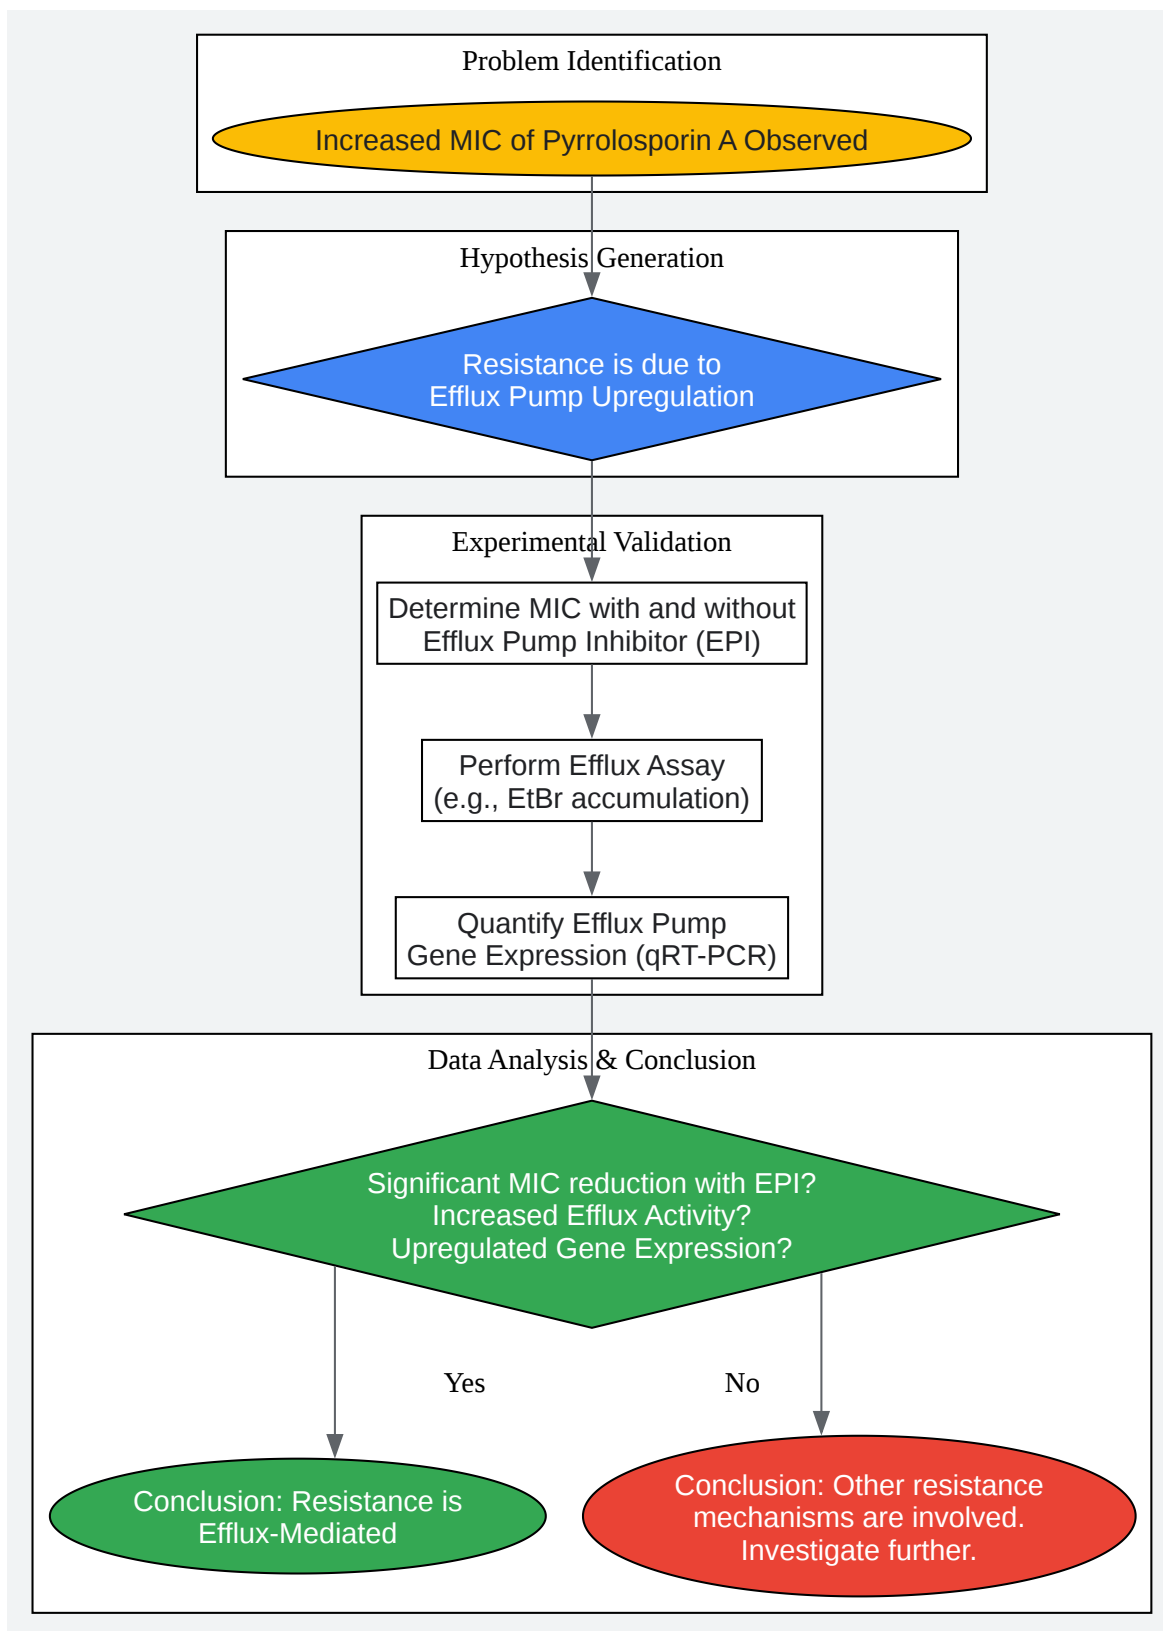 Problem Identification
Increased MIC of Pyrrolosporin A Observed
Hypothesis Generation
Resistance is due to
Efflux Pump Upregulation
Experimental Validation
Determine MIC with and without
Efflux Pump Inhibitor (EPI)
Perform Efflux Assay
(e.g., EtBr accumulation)
Quantify Efflux Pump
Gene Expression (qRT-PCR)
Data Analysis & Conclusion
Significant MIC reduction with EPI?
Increased Efflux Activity?
Upregulated Gene Expression?
Yes
No
Conclusion: Resistance is
Efflux-Mediated
Conclusion: Other resistance
mechanisms are involved.
Investigate further.